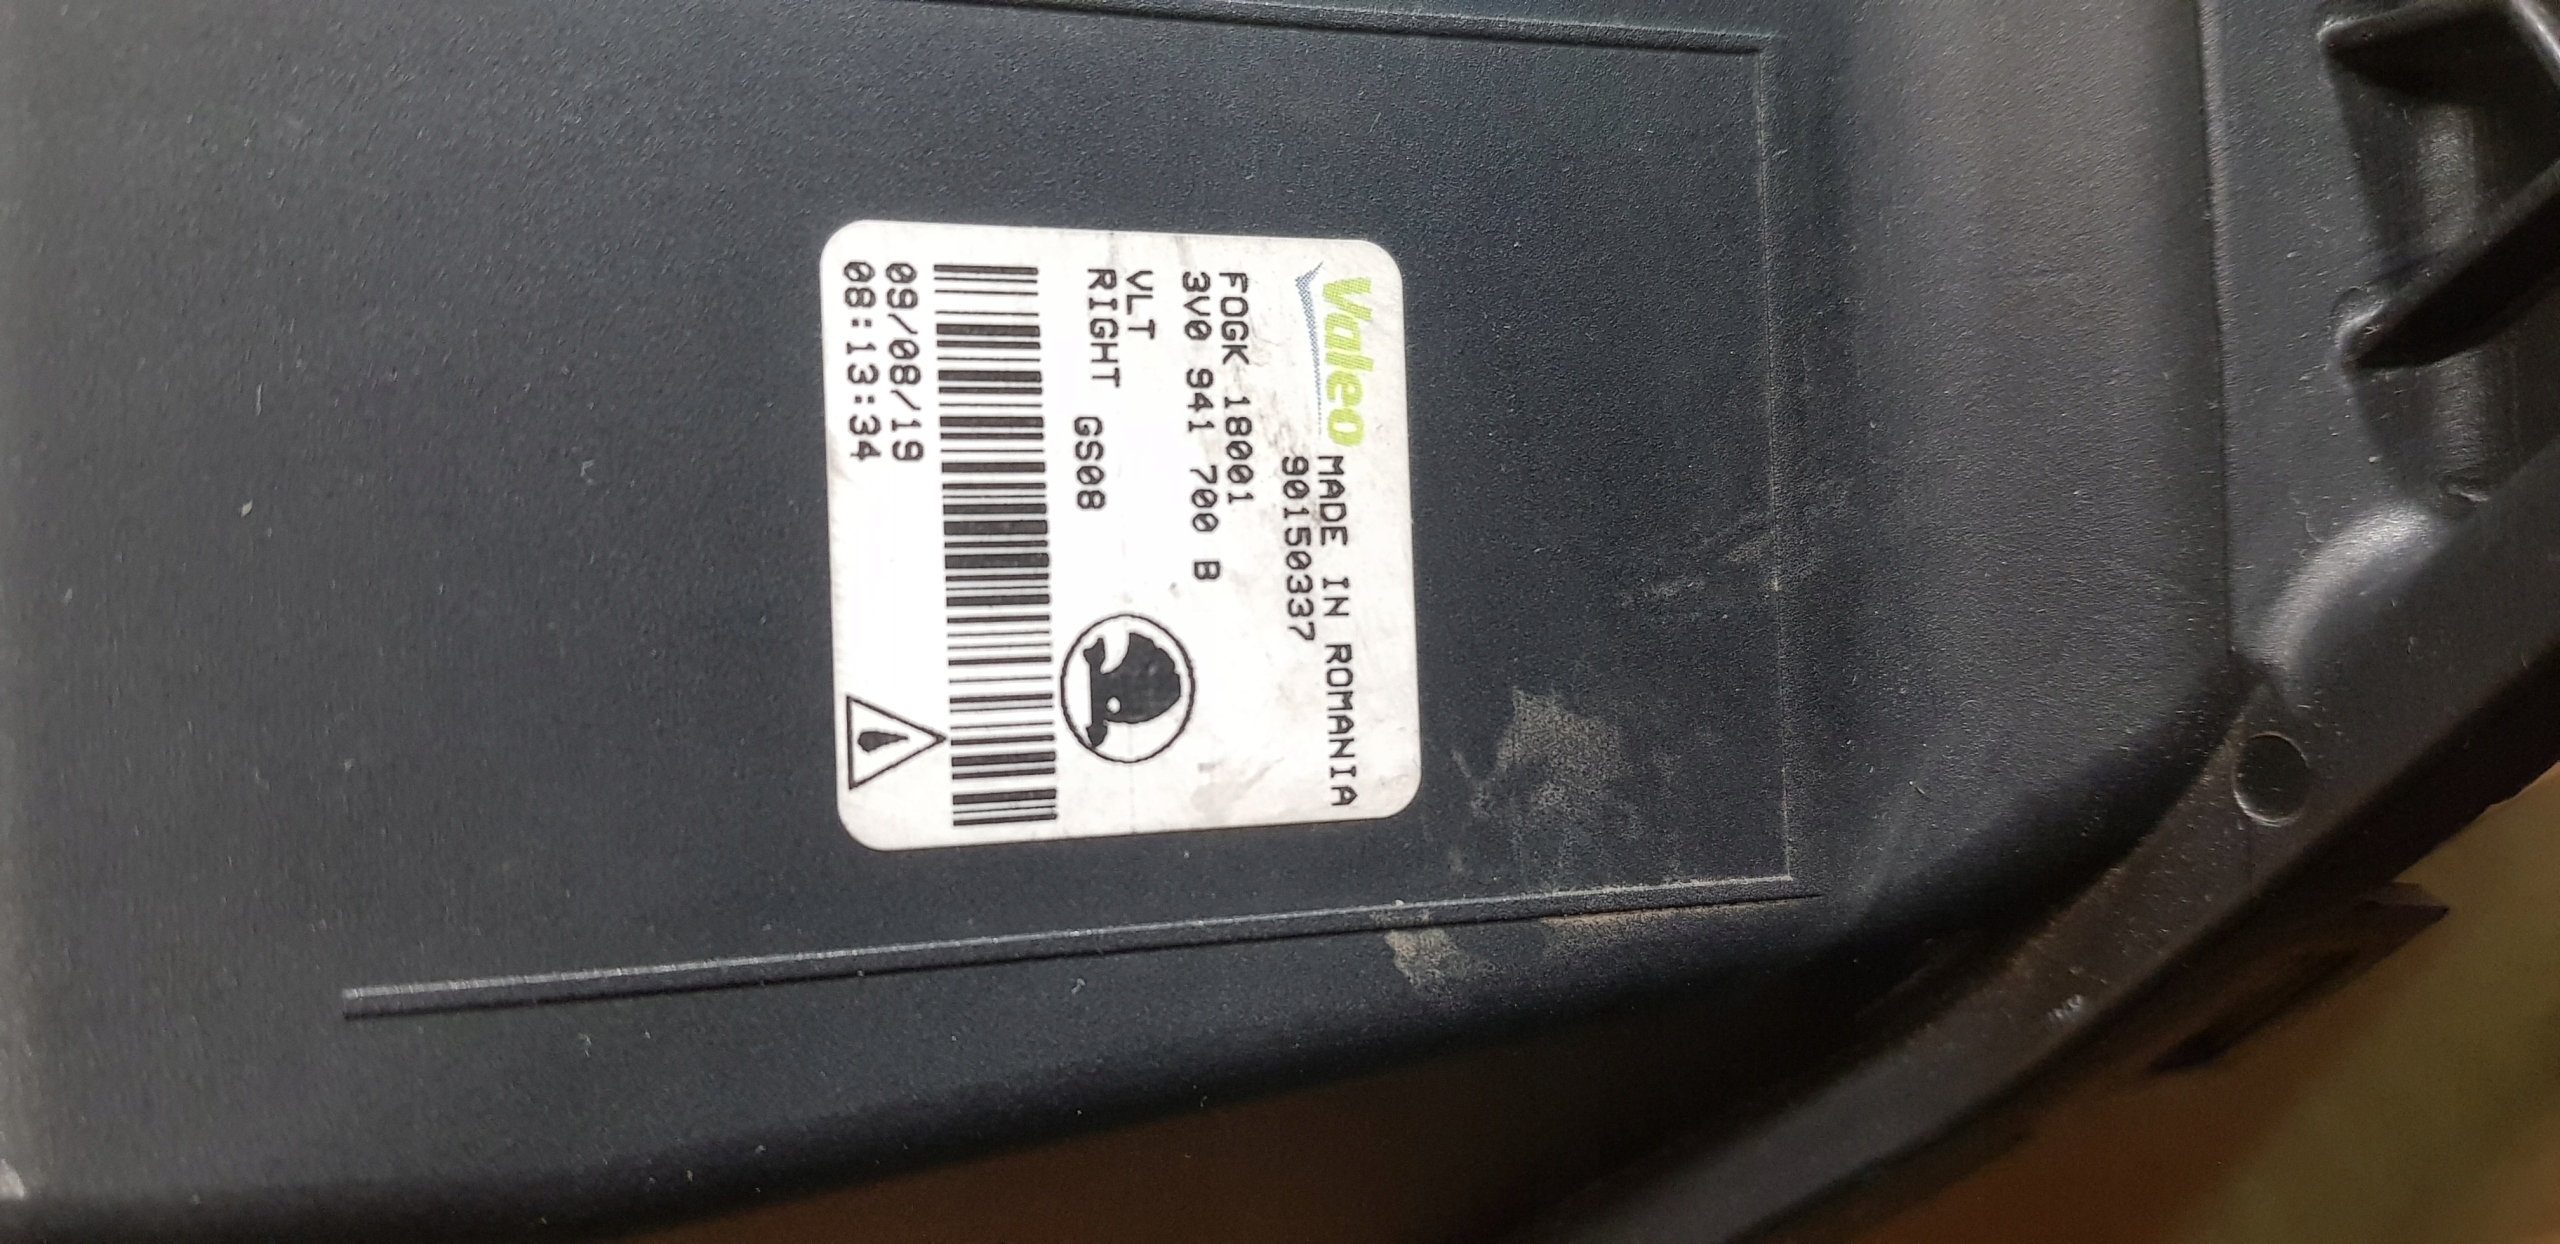 Valeo MADE IN ROMANIA
90150337
FOGK 18001
3V0 941 700 B
VLT
RIGHT GS08
09/08/19
08:13:34